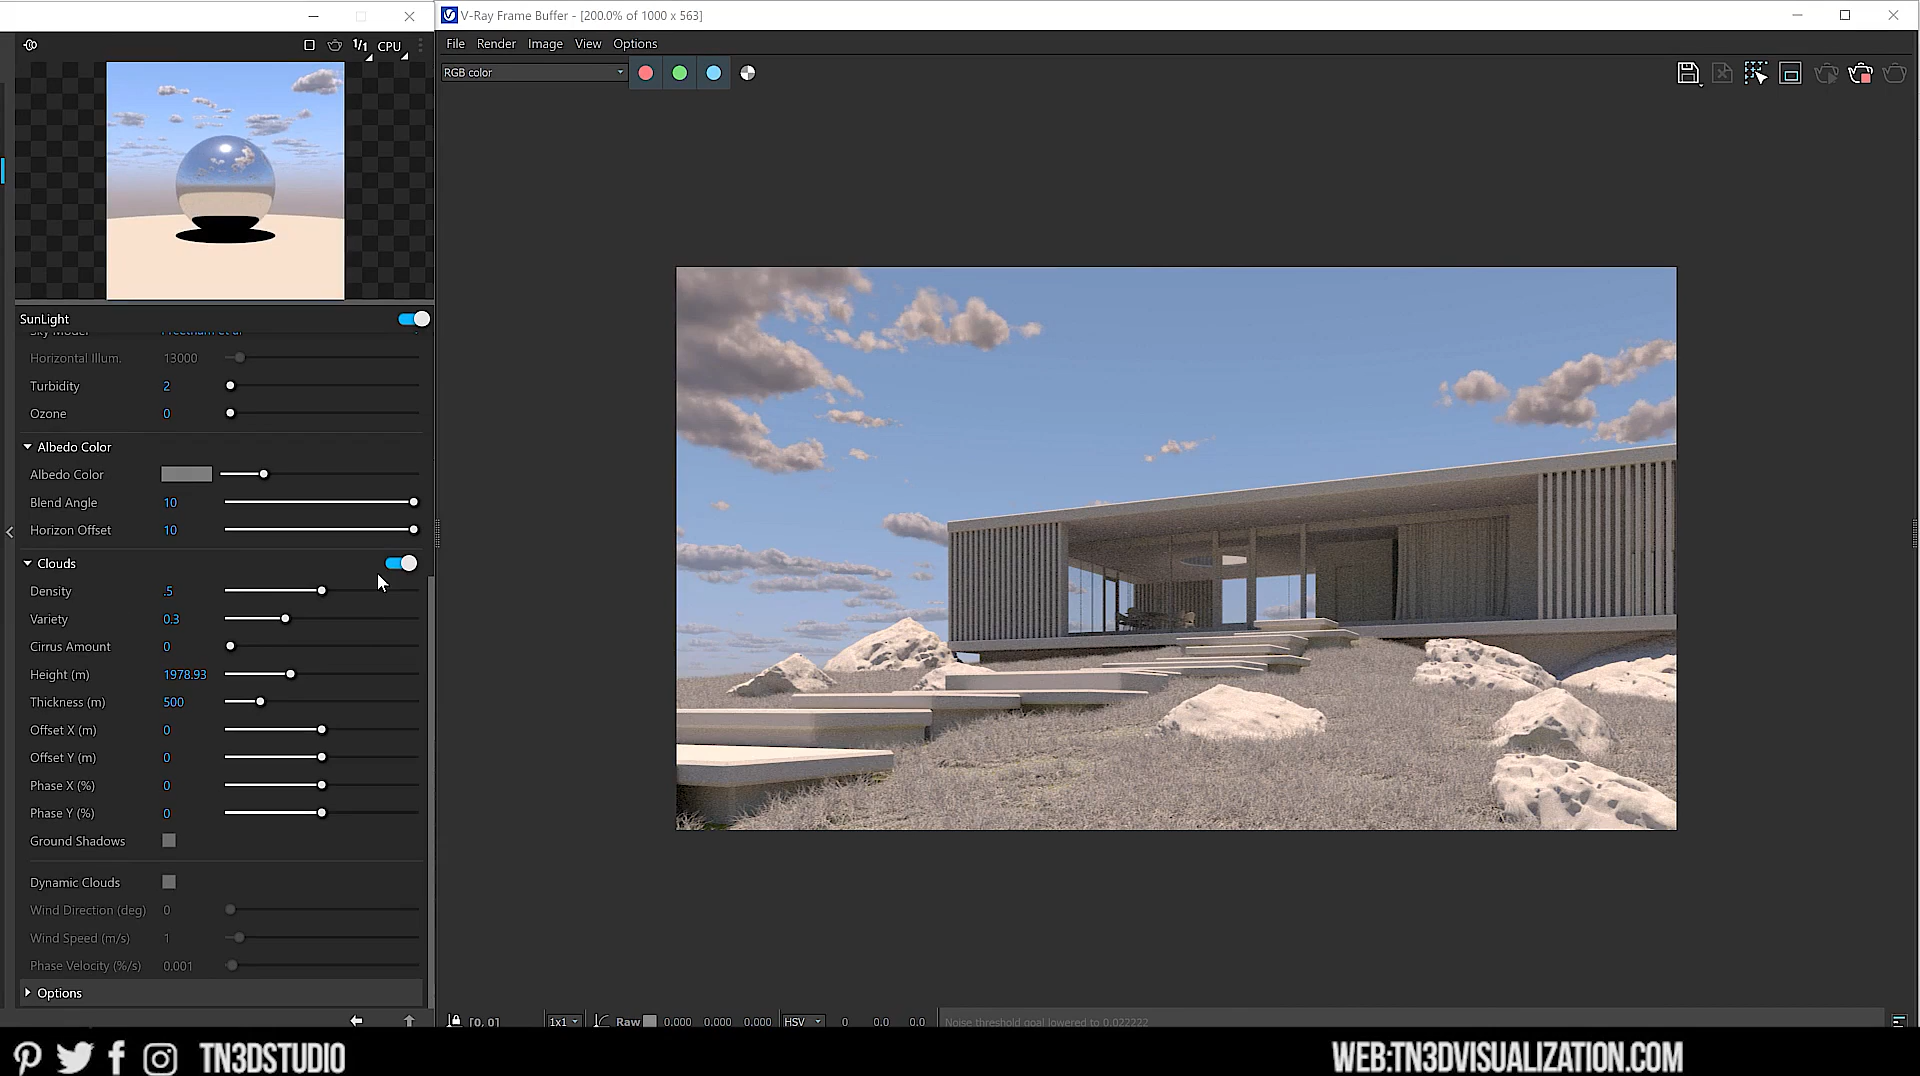 V-Ray Frame Buffer - [200.0% of 1000 x 563]
File Render Image View Options
1/1 CPU
RGB color
SunLight
Horizontal Illum. 13000
Turbidity 2
Ozone 0
Albedo Color
Albedo Color
Blend Angle 10
Horizon Offset 10
Clouds
Density .5
Variety 0.3
Cirrus Amount 0
Height (m) 1978.93
Thickness (m) 500
Offset X (m) 0
Offset Y (m) 0
Phase X (%) 0
Phase Y (%) 0
Ground Shadows
Dynamic Clouds
Wind Direction (deg) 0
Wind Speed (m/s) 1
Phase Velocity (%/s) 0.001
Options
[0, 0] 1x1 Raw 0.000 0.000 0.000 HSV 0 0.0 0.0 Noise threshold goal lowered to 0.022222
TN3DSTUDIO WEB:TN3DVISUALIZATION.COM